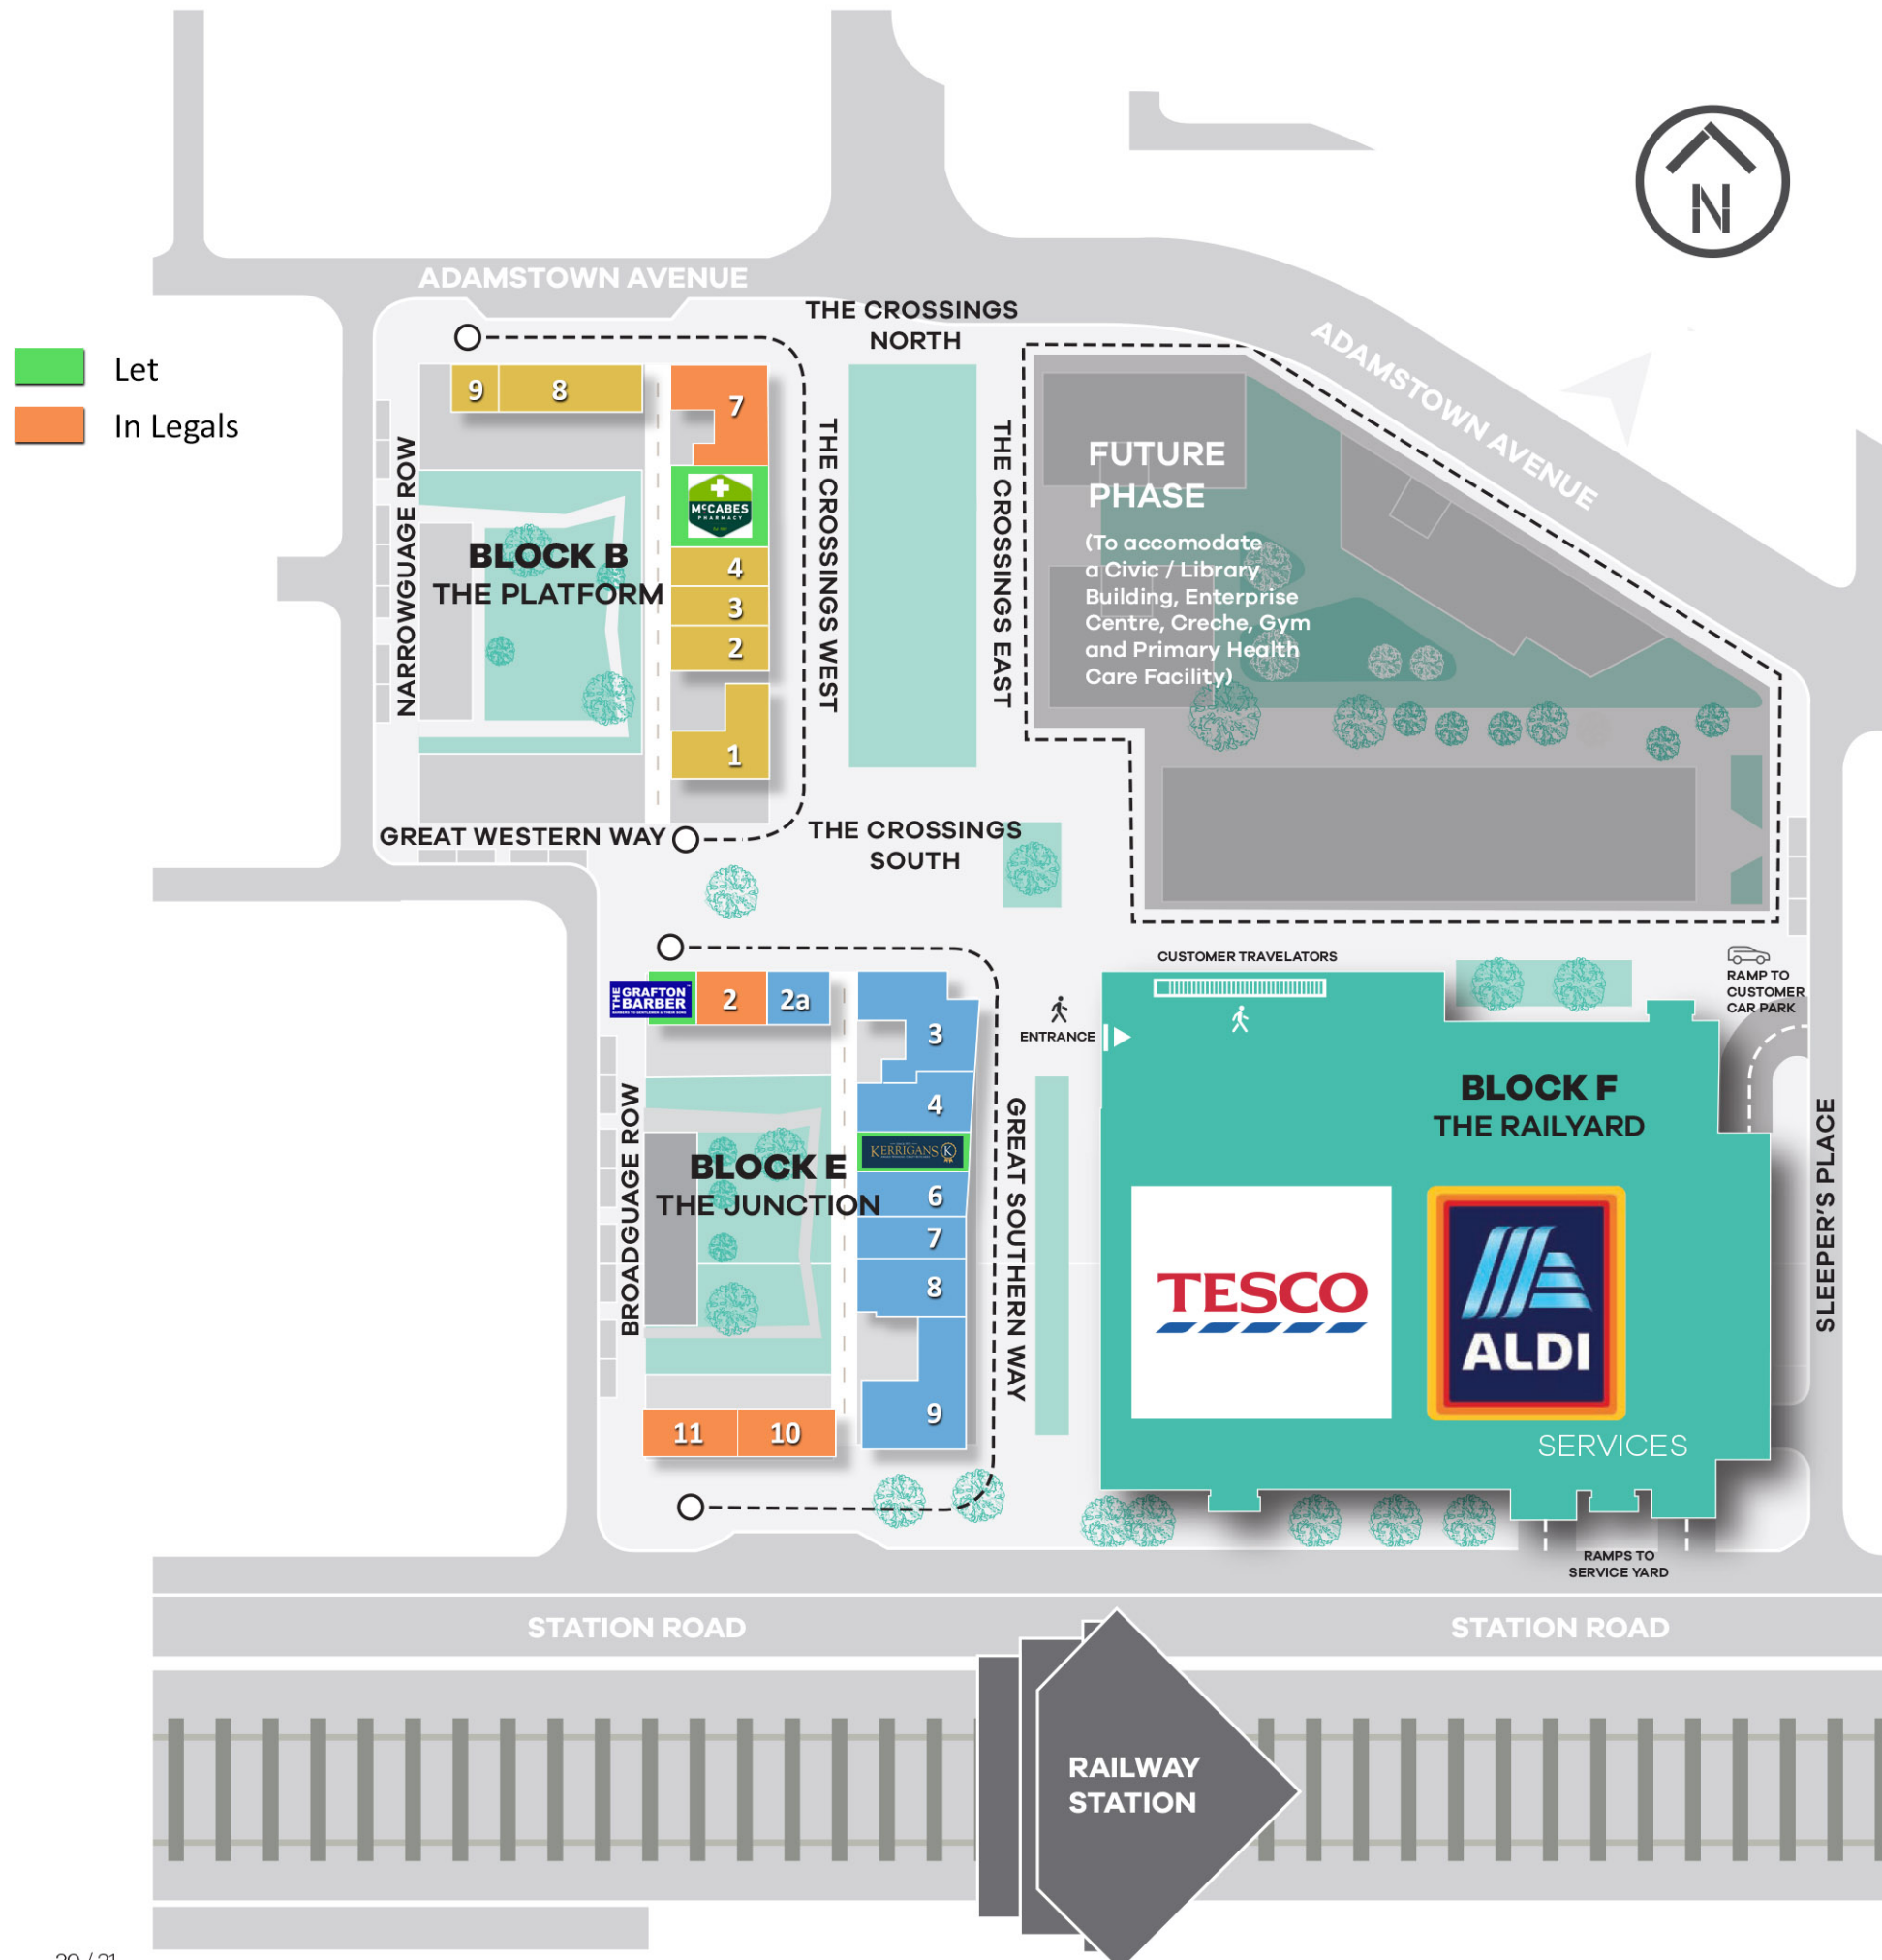 N
ADAMSTOWN AVENUE
THE CROSSINGS
NORTH
ADAMSTOWN AVENUE
Let
In Legals
9
8
7
McCABES
PHARMACY
4
3
2
1
BLOCK B
THE PLATFORM
NARROWGUAGE ROW
THE CROSSINGS WEST
THE CROSSINGS EAST
FUTURE
PHASE
(To accomodate
a Civic / Library
Building, Enterprise
Centre, Creche, Gym
and Primary Health
Care Facility)
GREAT WESTERN WAY
THE CROSSINGS
SOUTH
CUSTOMER TRAVELATORS
RAMP TO
CUSTOMER
CAR PARK
ENTRANCE
THE GRAFTON
BARBER
2
2a
3
4
KERRIGANS K
6
7
8
9
11
10
BLOCK E
THE JUNCTION
BROADGUAGE ROW
GREAT SOUTHERN WAY
BLOCK F
THE RAILYARD
TESCO
ALDI
SERVICES
SLEEPER'S PLACE
RAMPS TO
SERVICE YARD
STATION ROAD
STATION ROAD
RAILWAY
STATION